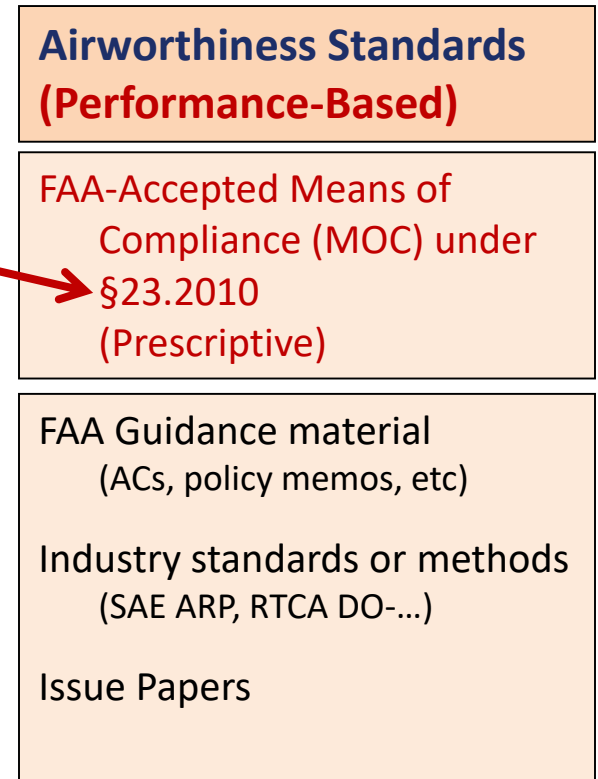 Airworthiness Standards
(Performance-Based)
FAA-Accepted Means of
Compliance (MOC) under
§23.2010
(Prescriptive)
FAA Guidance material
(ACs, policy memos, etc)
Industry standards or methods
(SAE ARP, RTCA DO-…)
Issue Papers